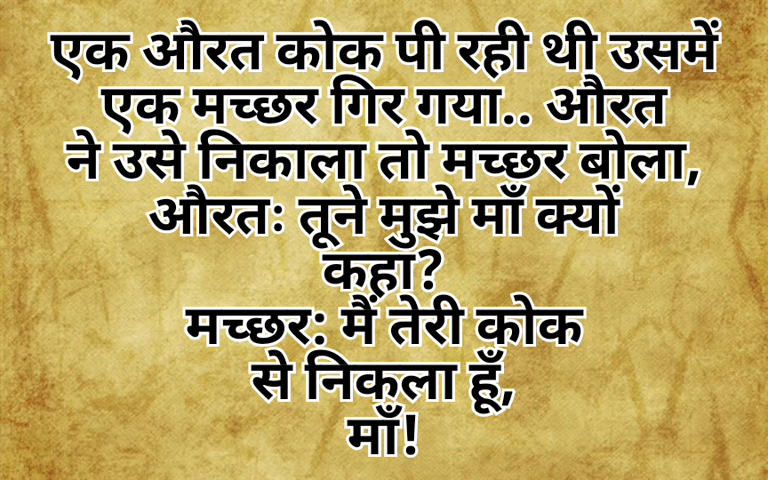 एक औरत कोक पी रही थी उसमें
एक मच्छर गिर गया.. औरत
ने उसे निकाला तो मच्छर बोला,
औरतः तूने मुझे माँ क्यों
कहा?
मच्छर: मैं तेरी कोक
से निकला हूँ,
माँ!